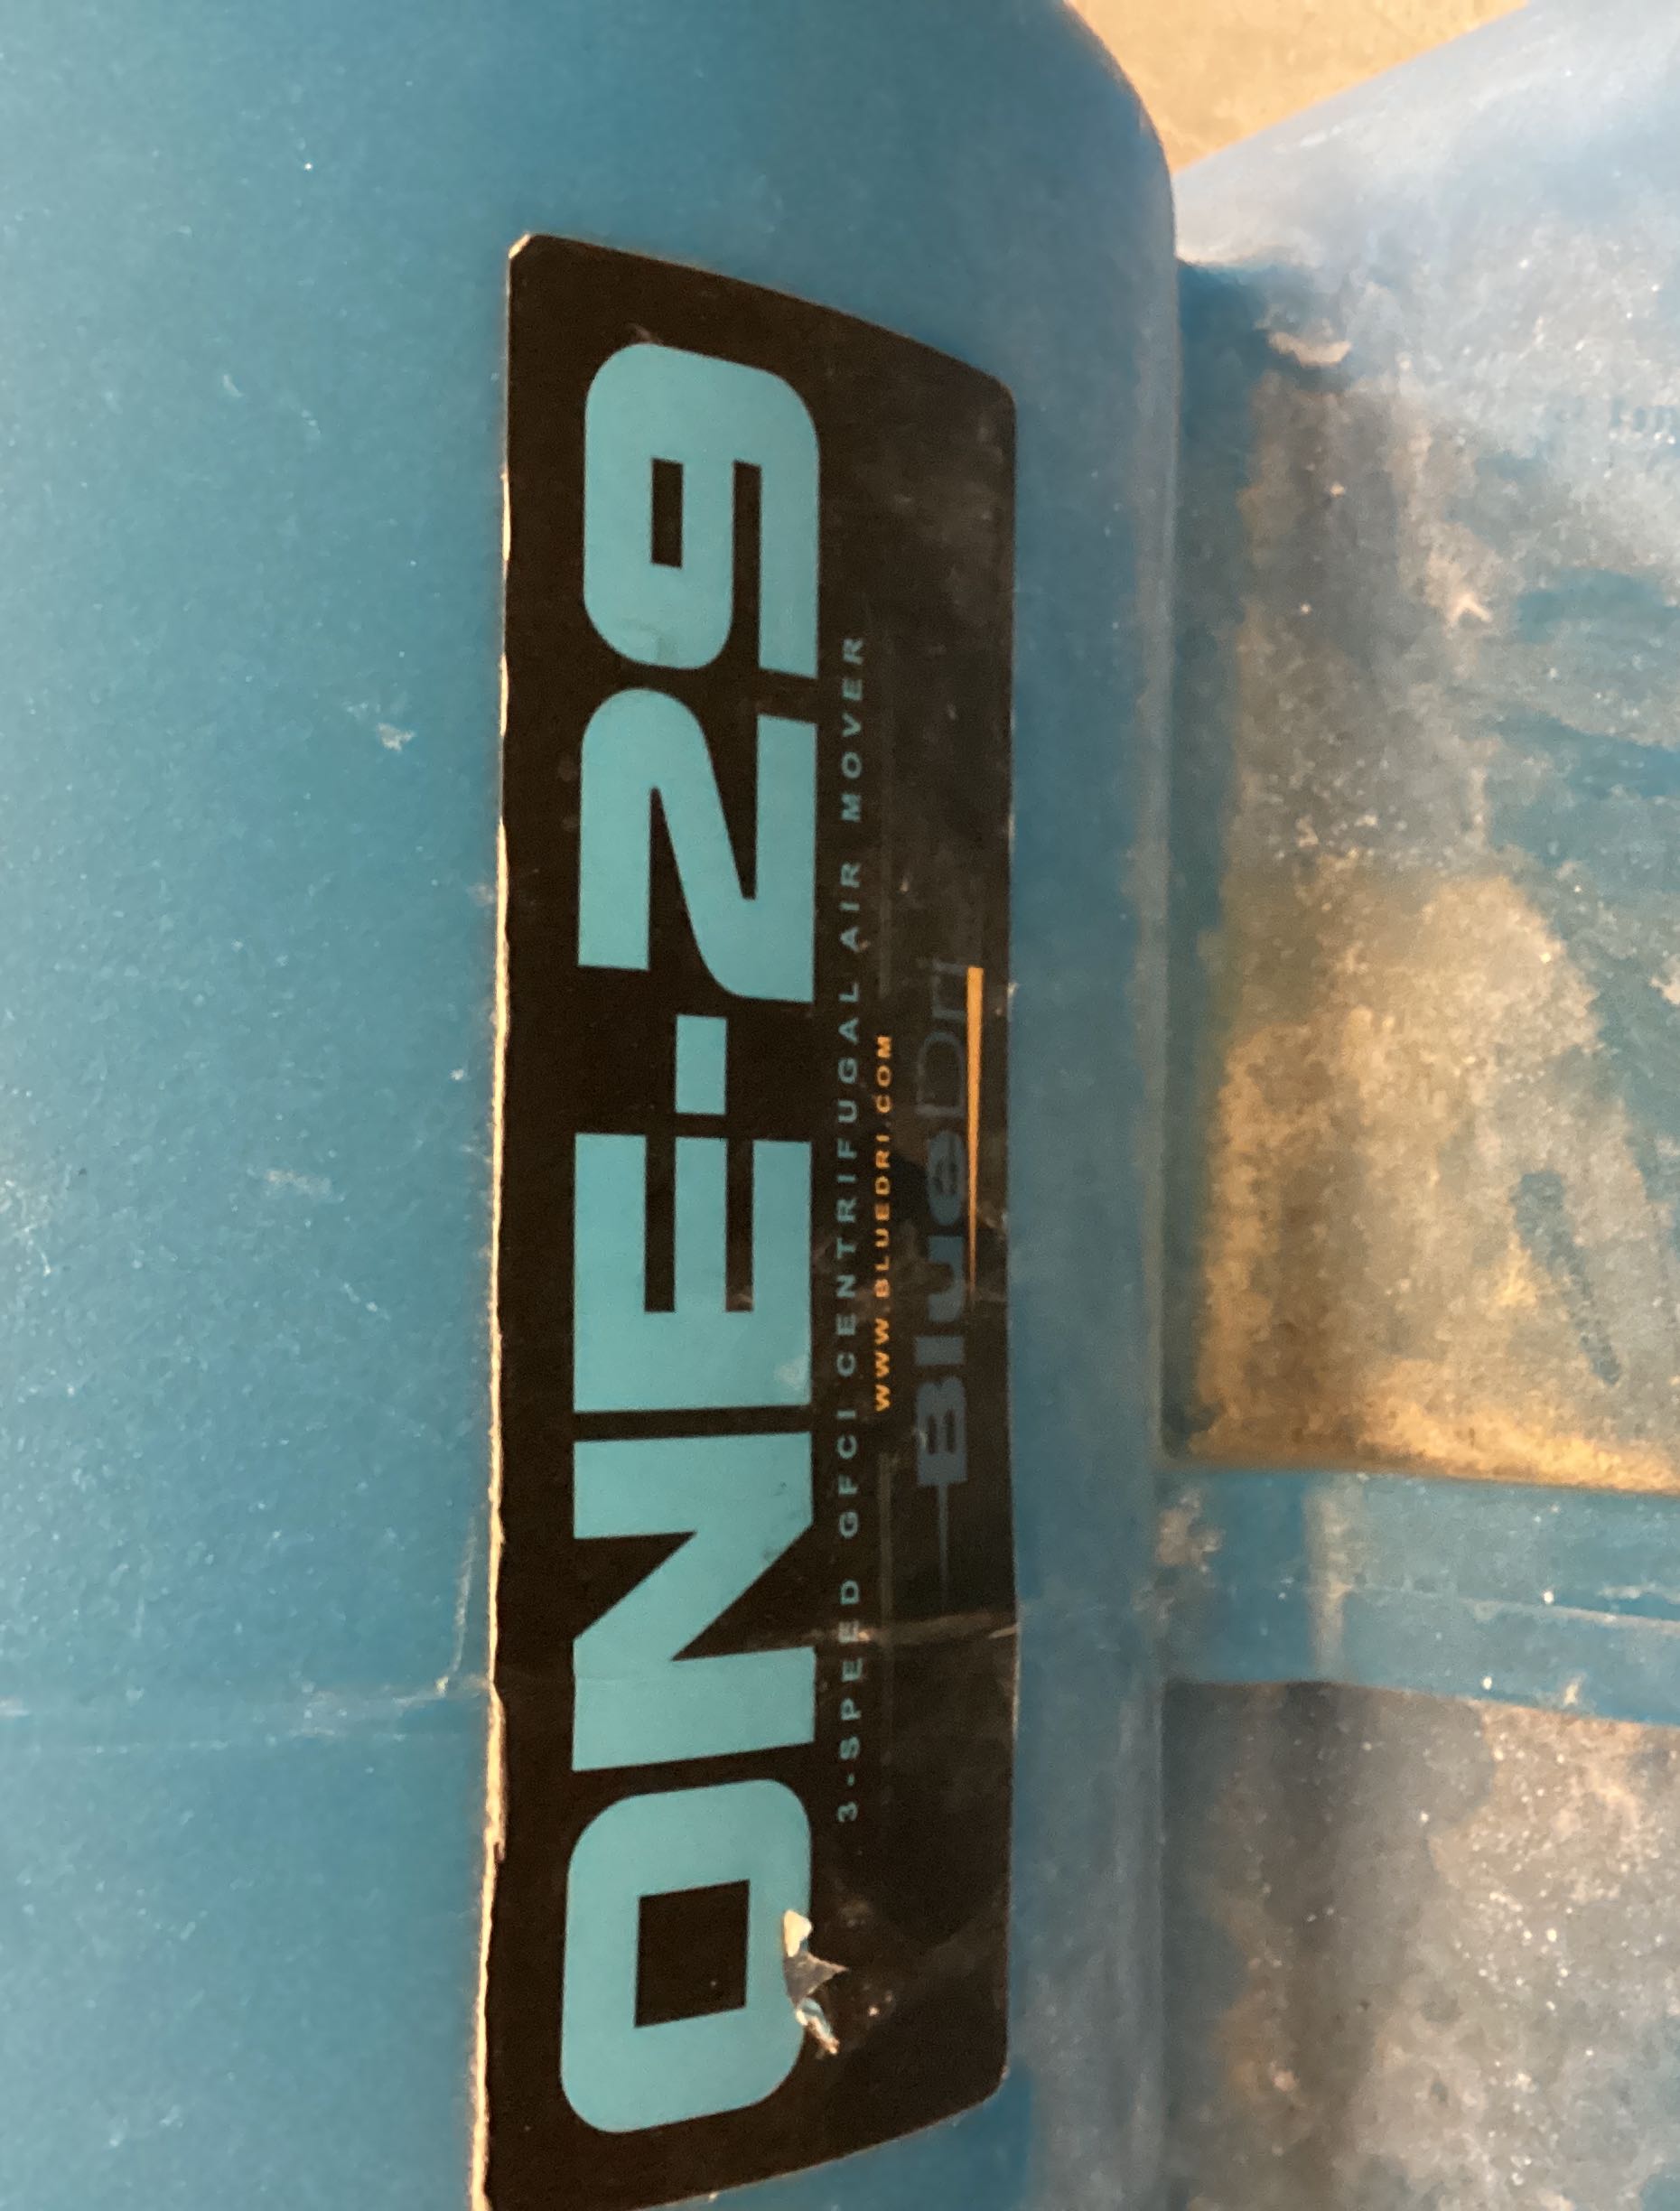 ONE-29
3-SPEED GFCI CENTRIFUGAL AIR MOVER
WWW.BLUEDRI.COM
BlueDri